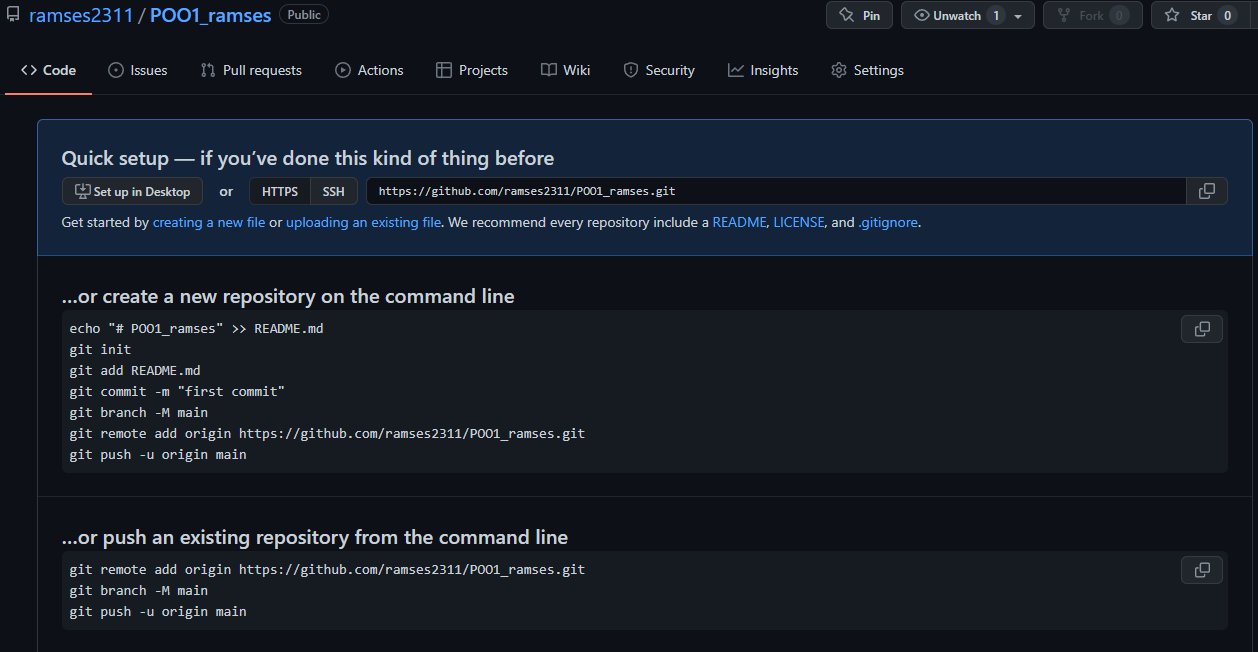 ramses2311 / POO1_ramses Public Pin Unwatch 1 Fork 0 Star 0
Code Issues Pull requests Actions Projects Wiki Insights Security Settings
Quick setup — if you’ve done this kind of thing before
Set up in Desktop or HTTPS SSH https://github.com/ramses2311/POO1_ramses.git
Get started by creating a new file or uploading an existing file. We recommend every repository include a README, LICENSE, and .gitignore.
…or create a new repository on the command line
echo "# POO1_ramses" >> README.md
git init
git add README.md
git commit -m "first commit"
git branch -M main
git remote add origin https://github.com/ramses2311/POO1_ramses.git
git push -u origin main
…or push an existing repository from the command line
git remote add origin https://github.com/ramses2311/POO1_ramses.git
git branch -M main
git push -u origin main